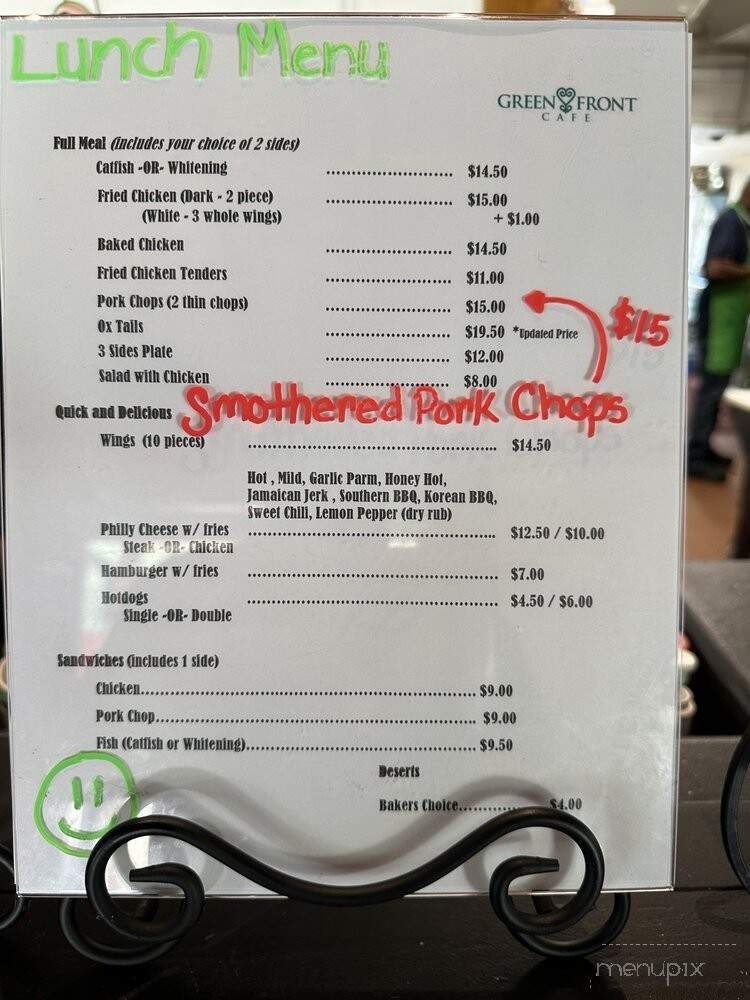 Lunch Menu
GREEN FRONT
CAFE
Full Meal (includes your choice of 2 sides)
Catfish -OR- Whitening ........................... $14.50
Fried Chicken (Dark - 2 piece) ........................... $15.00
(White - 3 whole wings) + $1.00
Baked Chicken ........................... $14.50
Fried Chicken Tenders ........................... $11.00
Pork Chops (2 thin chops) ........................... $15.00
$15
Ox Tails ........................... $19.50 *Updated Price
3 Sides Plate ........................... $12.00
Salad with Chicken ........................... $8.00
Smothered Pork Chops
Quick and Delicious
Wings (10 pieces) ........................... $14.50
Hot , Mild, Garlic Parm, Honey Hot,
Jamaican Jerk , Southern BBQ, Korean BBQ,
Sweet Chili, Lemon Pepper (dry rub)
Philly Cheese w/ fries ........................... $12.50 / $10.00
Steak -OR- Chicken
Hamburger w/ fries ........................... $7.00
Hotdogs ........................... $4.50 / $6.00
Single -OR- Double
Sandwiches (includes 1 side)
Chicken........................... $9.00
Pork Chop........................... $9.00
Fish (Catfish or Whitening)........................... $9.50
Deserts
Bakers Choice............. $4.00
menupix